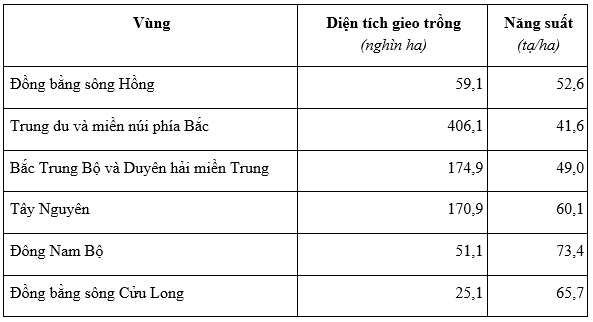 Vùng Diện tích gieo trồng Năng suất
(nghìn ha) (tạ/ha)
Đồng bằng sông Hồng 59,1 52,6
Trung du và miền núi phía Bắc 406,1 41,6
Bắc Trung Bộ và Duyên hải miền Trung 174,9 49,0
Tây Nguyên 170,9 60,1
Đông Nam Bộ 51,1 73,4
Đồng bằng sông Cửu Long 25,1 65,7